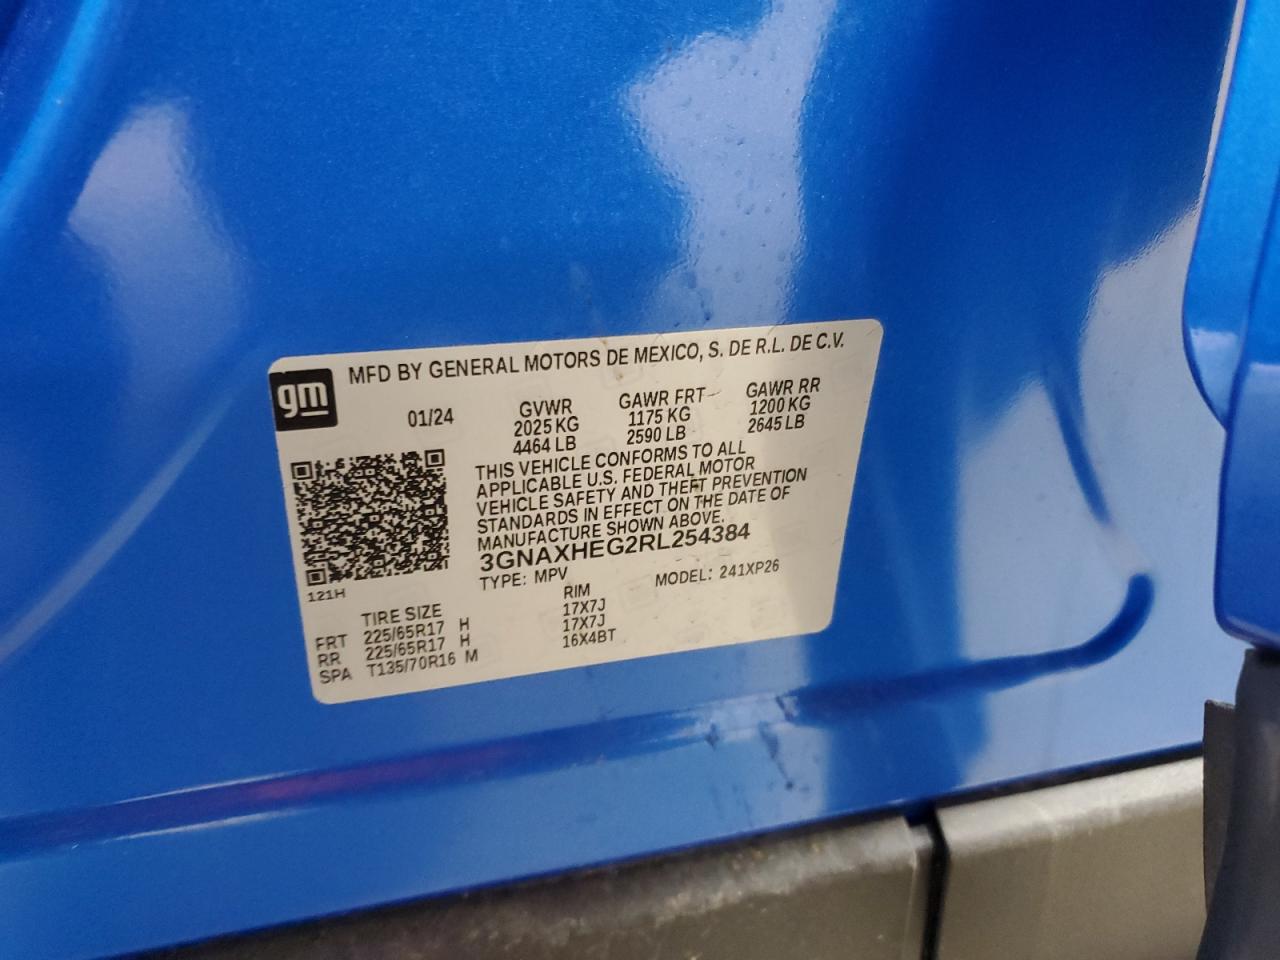 gm
MFD BY GENERAL MOTORS DE MEXICO, S. DE R.L. DE C.V.
01/24
GVWR
2025 KG
4464 LB
GAWR FRT
1175 KG
2590 LB
GAWR RR
1200 KG
2645 LB
THIS VEHICLE CONFORMS TO ALL
APPLICABLE U.S. FEDERAL MOTOR
VEHICLE SAFETY AND THEFT PREVENTION
STANDARDS IN EFFECT ON THE DATE OF
MANUFACTURE SHOWN ABOVE.
3GNAXHEG2RL254384
TYPE: MPV
MODEL: 241XP26
121H
TIRE SIZE RIM
FRT 225/65R17 H 17X7J
RR 225/65R17 H 17X7J
SPA T135/70R16 M 16X4BT